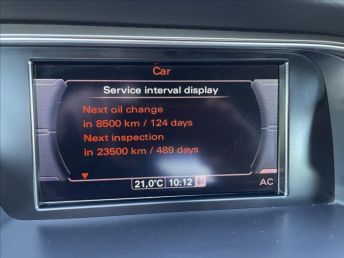 Car
Service interval display
Next oil change
in 8500 km / 124 days
Next inspection
in 23500 km / 489 days
21,0°C 10:12
AC